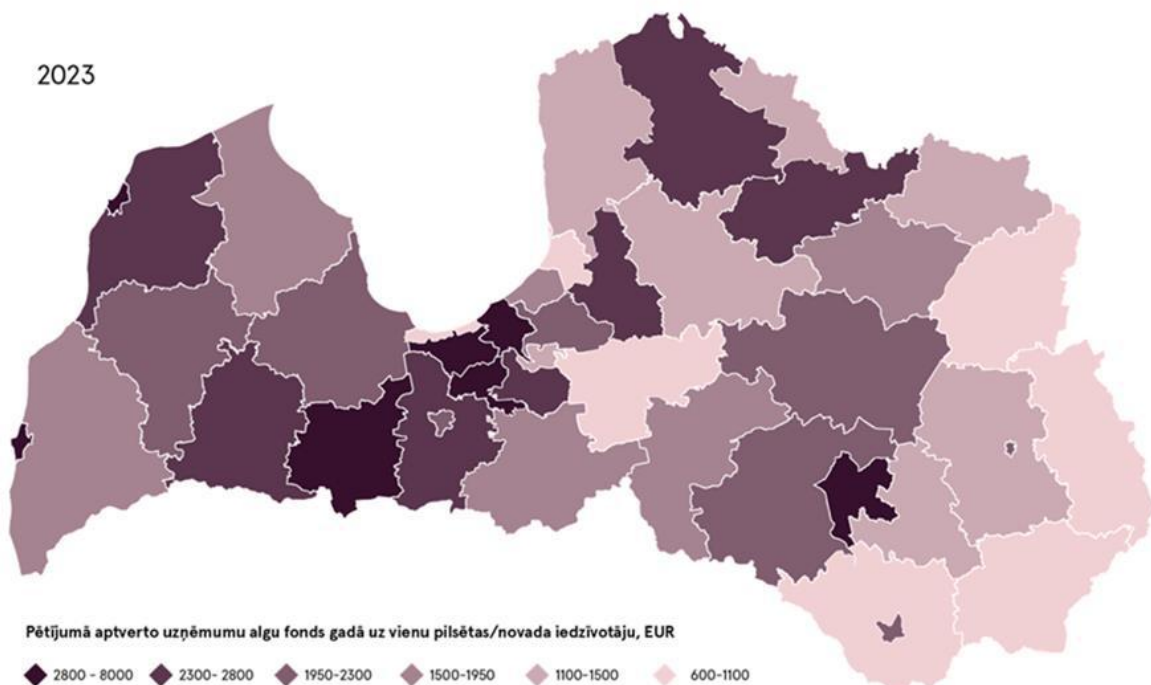 2023
Pētījumā aptverto uzņēmumu algu fonds gadā uz vienu pilsētas/novada iedzīvotāju, EUR
2800 - 8000 2300- 2800 1950-2300 1500-1950 1100-1500 600-1100